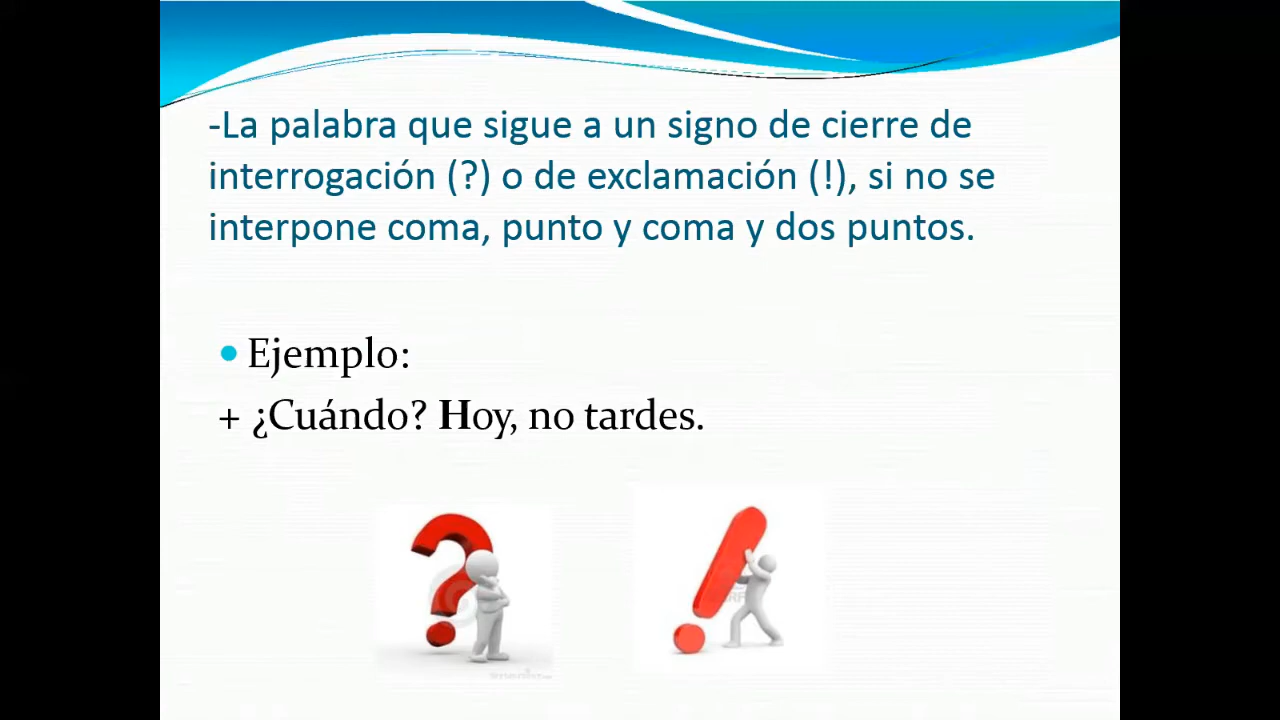 -La palabra que sigue a un signo de cierre de
interrogación (?) o de exclamación (!), si no se
interpone coma, punto y coma y dos puntos.
Ejemplo:
+ ¿Cuándo? Hoy, no tardes.